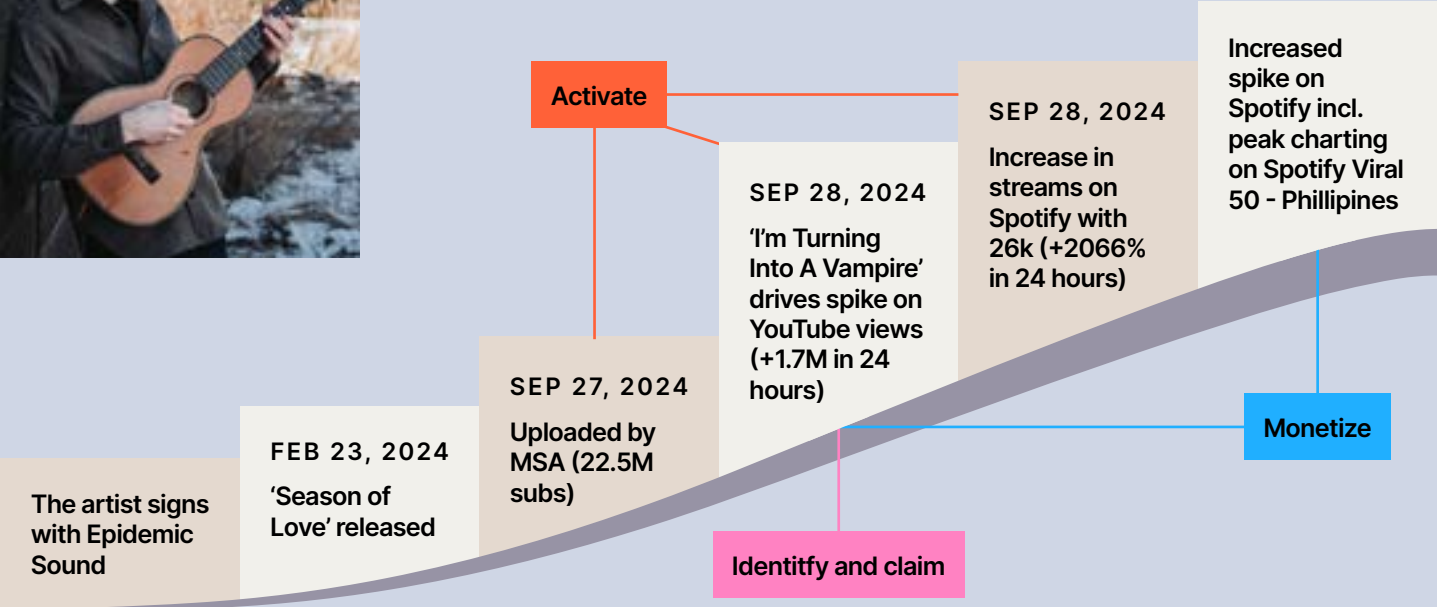 The artist signs
with Epidemic
Sound
FEB 23, 2024
‘Season of
Love’ released
SEP 27, 2024
Uploaded by
MSA (22.5M
subs)
Activate
SEP 28, 2024
‘I’m Turning
Into A Vampire’
drives spike on
YouTube views
(+1.7M in 24
hours)
SEP 28, 2024
Increase in
streams on
Spotify with
26k (+2066%
in 24 hours)
Increased
spike on
Spotify incl.
peak charting
on Spotify Viral
50 - Phillipines
Monetize
Identitfy and claim